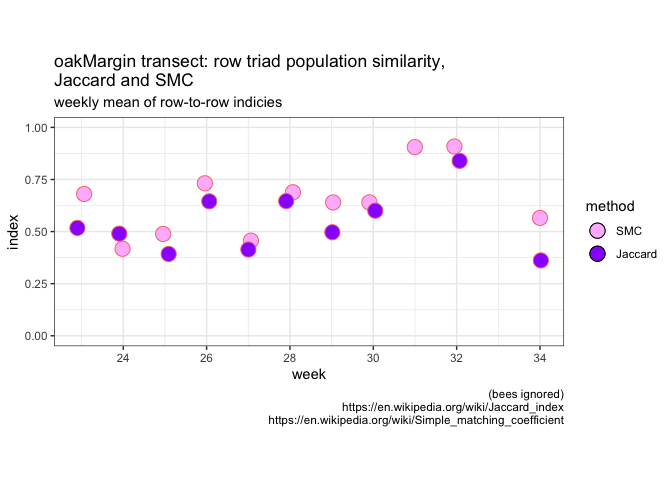 oakMargin transect: row triad population similarity,
Jaccard and SMC
weekly mean of row-to-row indicies
1.00
0.75
0.50
0.25
0.00
index
24
26
28
30
32
34
week
method
SMC
Jaccard
(bees ignored)
https://en.wikipedia.org/wiki/Jaccard_index
https://en.wikipedia.org/wiki/Simple_matching_coefficient